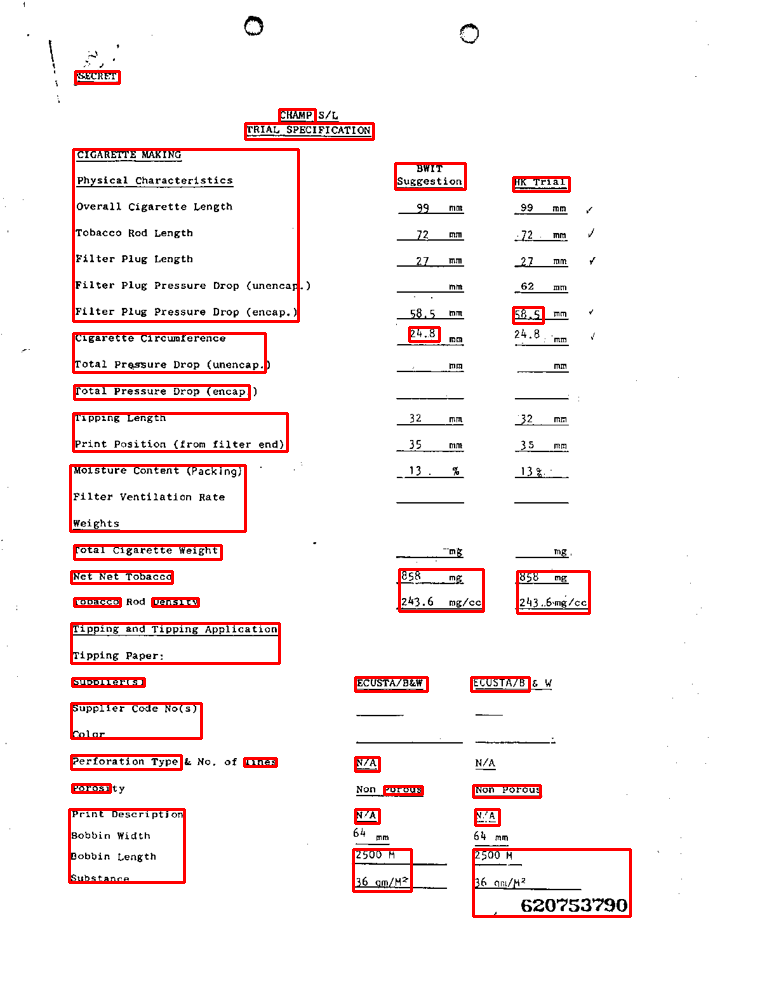 SECRET
CHAMP S/L
TRIAL SPECIFICATION
CIGARETTE MAKING
Physical Characteristics BWIT Suggestion HK Trial
Overall Cigarette Length 99 mm 99 mm ✓
Tobacco Rod Length 72 mm 72 mm ✓
Filter Plug Length 27 mm 27 mm ✓
Filter Plug Pressure Drop (unencap.) mm 62 mm
Filter Plug Pressure Drop (encap.) 58.5 mm 58.5 mm ✓
Cigarette Circumference 24.8 mm 24.8 mm ✓
Total Pressure Drop (unencap.) mm mm
Total Pressure Drop (encap.)
Tipping Length 32 mm 32 mm
Print Position (from filter end) 35 mm 35 mm
Moisture Content (Packing) 13. % 13 %
Filter Ventilation Rate
Weights
Total Cigarette Weight mg mg.
Net Net Tobacco 858 mg 858 mg
Tobacco Rod Density 243.6 mg/cc 243.6 mg/cc
Tipping and Tipping Application
Tipping Paper:
Supplier(s) ECUSTA/B&W ECUSTA/B & W
Supplier Code No(s)
Color
Perforation Type & No. of Lines N/A N/A
Porosity Non Porous Non Porous
Print Description N/A N/A
Bobbin Width 64 mm 64 mm
Bobbin Length 2500 M 2500 M
Substance 36 gm/M² 36 gm/M²
620753790